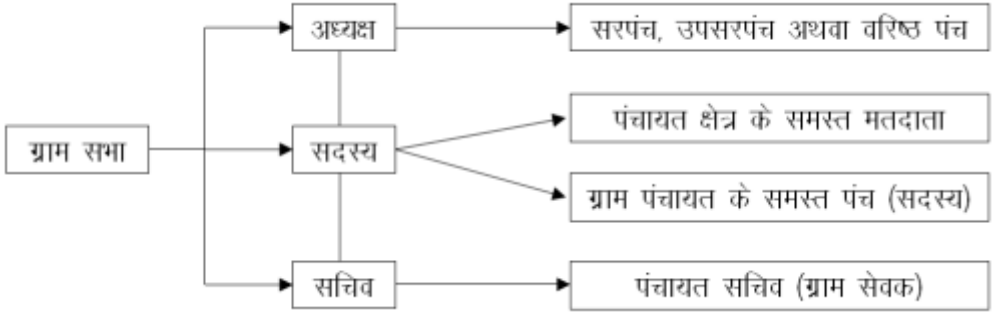 अध्यक्ष
सरपंच, उपसरपंच अथवा वरिष्ठ पंच
पंचायत क्षेत्र के समस्त मतदाता
ग्राम सभा
सदस्य
ग्राम पंचायत के समस्त पंच (सदस्य)
सचिव
पंचायत सचिव (ग्राम सेवक)